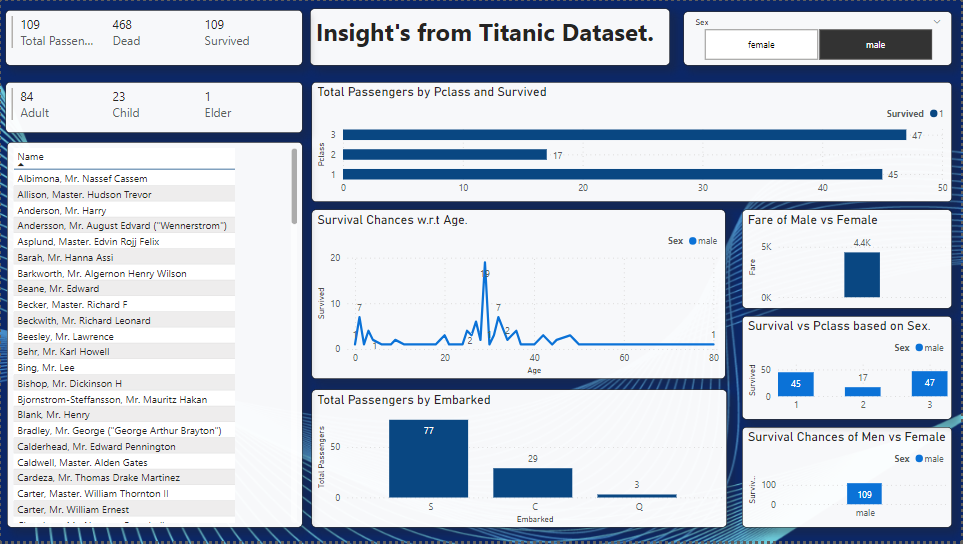 109 468 109
Total Passen... Dead Survived
Insight's from Titanic Dataset.
Sex
female male
84 23 1
Adult Child Elder
Name
Albimona, Mr. Nassef Cassem
Allison, Master. Hudson Trevor
Anderson, Mr. Harry
Andersson, Mr. August Edvard ("Wennerstrom")
Asplund, Master. Edvin Rojj Felix
Barah, Mr. Hanna Assi
Barkworth, Mr. Algernon Henry Wilson
Beane, Mr. Edward
Becker, Master. Richard F
Beckwith, Mr. Richard Leonard
Beesley, Mr. Lawrence
Behr, Mr. Karl Howell
Bing, Mr. Lee
Bishop, Mr. Dickinson H
Bjornstrom-Steffansson, Mr. Mauritz Hakan
Blank, Mr. Henry
Bradley, Mr. George ("George Arthur Brayton")
Calderhead, Mr. Edward Pennington
Caldwell, Master. Alden Gates
Cardeza, Mr. Thomas Drake Martinez
Carter, Master. William Thornton II
Carter, Mr. William Ernest
Total Passengers by Pclass and Survived
Survived 1
Pclass
3 47
2 17
1 45
0 10 20 30 40 50
Survival Chances w.r.t Age.
Sex male
Survived
20
10
0
1 7 1 2 19 7 2 1
0 20 40 60 80
Age
Total Passengers by Embarked
Total Passengers
50
0
77 29 3
S C Q
Embarked
Fare of Male vs Female
Fare
5K
0K
4.4K
Survival vs Pclass based on Sex.
Sex male
Survived
50
0
45 17 47
1 2 3
Survival Chances of Men vs Female
Sex male
Surviv...
100
0
109
male